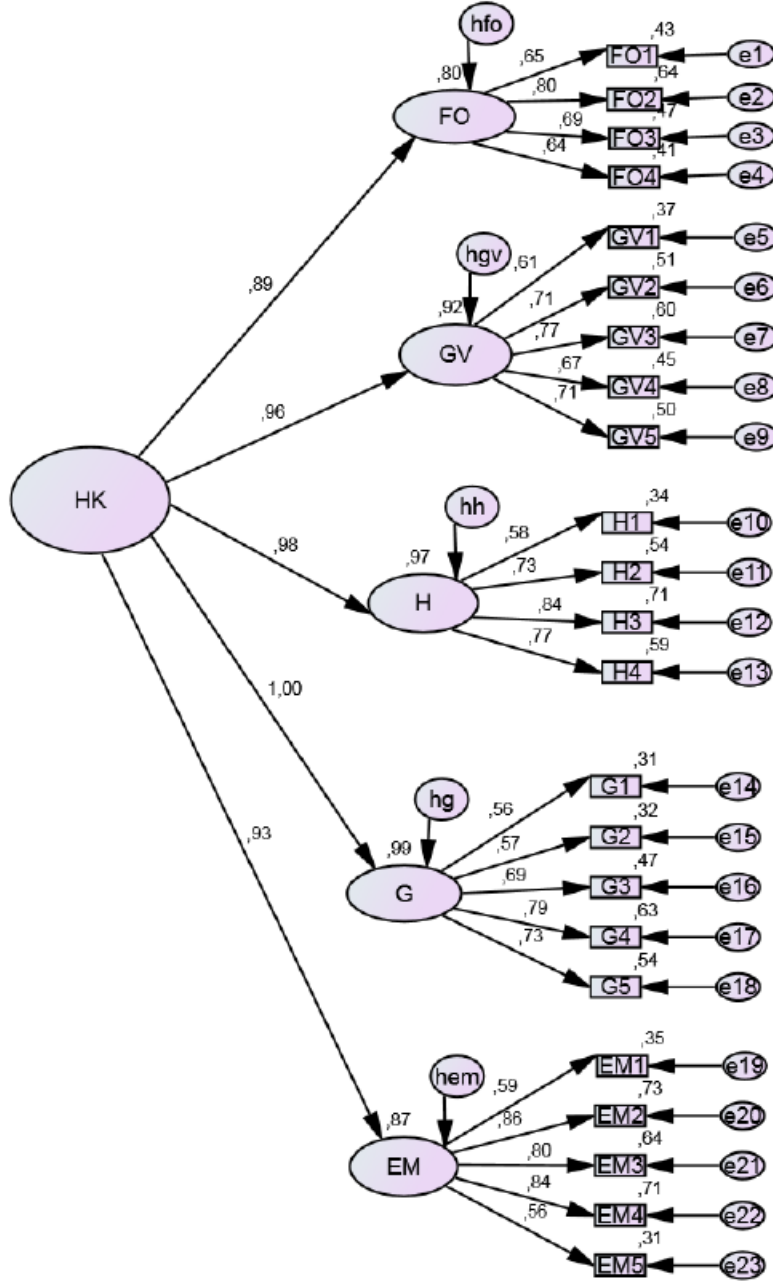 hfo
,43
,80
,65
FO1
e1
,64
FO
,80
FO2
e2
,47
,69
FO3
e3
,41
,64
FO4
e4
,37
hgv
,61
GV1
e5
,51
,89
,92
,71
GV2
e6
,60
GV
,77
GV3
e7
,45
,67
GV4
e8
,96
,71
,50
GV5
e9
HK
hh
,34
,58
H1
e10
,98
,97
,54
,73
H2
e11
,71
H
,84
H3
e12
,59
,77
H4
e13
1,00
,31
hg
,56
G1
e14
,32
,93
,99
,57
G2
e15
,47
G
,69
G3
e16
,63
,79
G4
e17
,54
,73
G5
e18
,35
hem
,59
EM1
e19
,73
,87
,86
EM2
e20
,64
EM
,80
EM3
e21
,71
,84
EM4
e22
,31
,56
EM5
e23